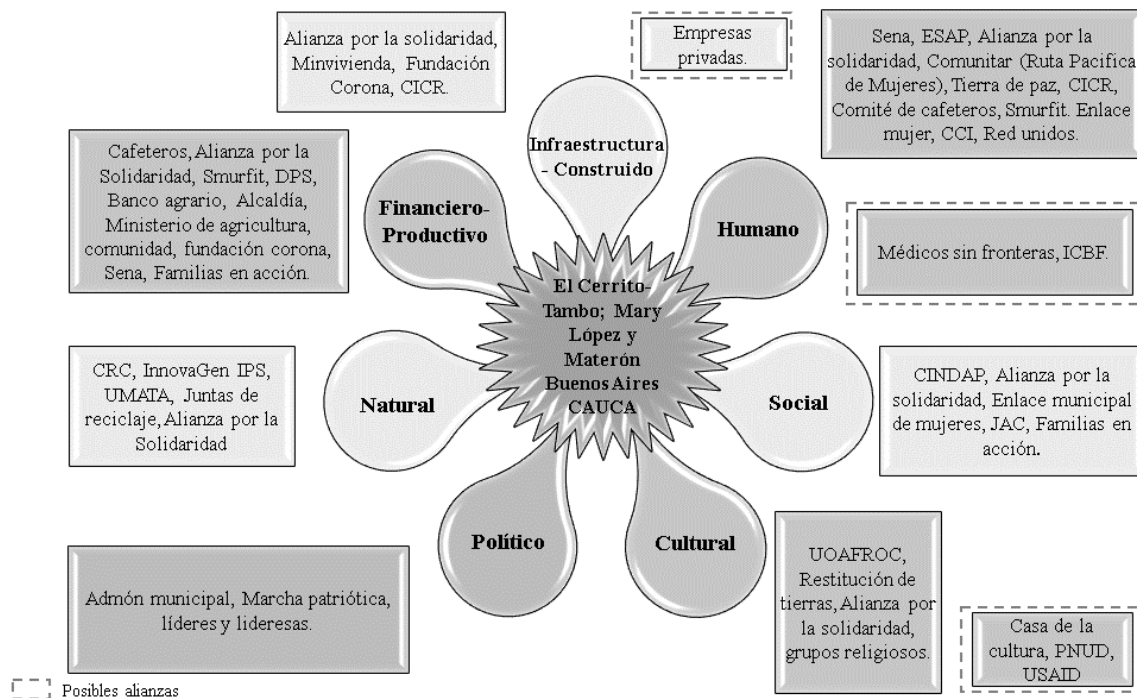 Alianza por la solidaridad,
Minvivienda, Fundación
Corona, CICR.
Empresas
privadas.
Sena, ESAP, Alianza por la
solidaridad, Comunitar (Ruta Pacifica
de Mujeres), Tierra de paz, CICR,
Comité de cafeteros, Smurfit. Enlace
mujer, CCI, Red unidos.
Infraestructura
- Construido
Cafeteros, Alianza por la
Solidaridad, Smurfit, DPS,
Banco agrario, Alcaldía,
Ministerio de agricultura,
comunidad, fundación corona,
Sena, Familias en acción.
Financiero-
Productivo
Humano
Médicos sin fronteras, ICBF.
El Cerrito-
Tambo; Mary
López y
Materón
Buenos Aires
CAUCA
CRC, InnovaGen IPS,
UMATA, Juntas de
reciclaje, Alianza por la
Solidaridad
Natural
Social
CINDAP, Alianza por la
solidaridad, Enlace municipal
de mujeres, JAC, Familias en
acción.
Político
Cultural
Admón municipal, Marcha patriótica,
líderes y lideresas.
UOAFROC,
Restitución de
tierras, Alianza por
la solidaridad,
grupos religiosos.
Casa de la
cultura, PNUD,
USAID
Posibles alianzas